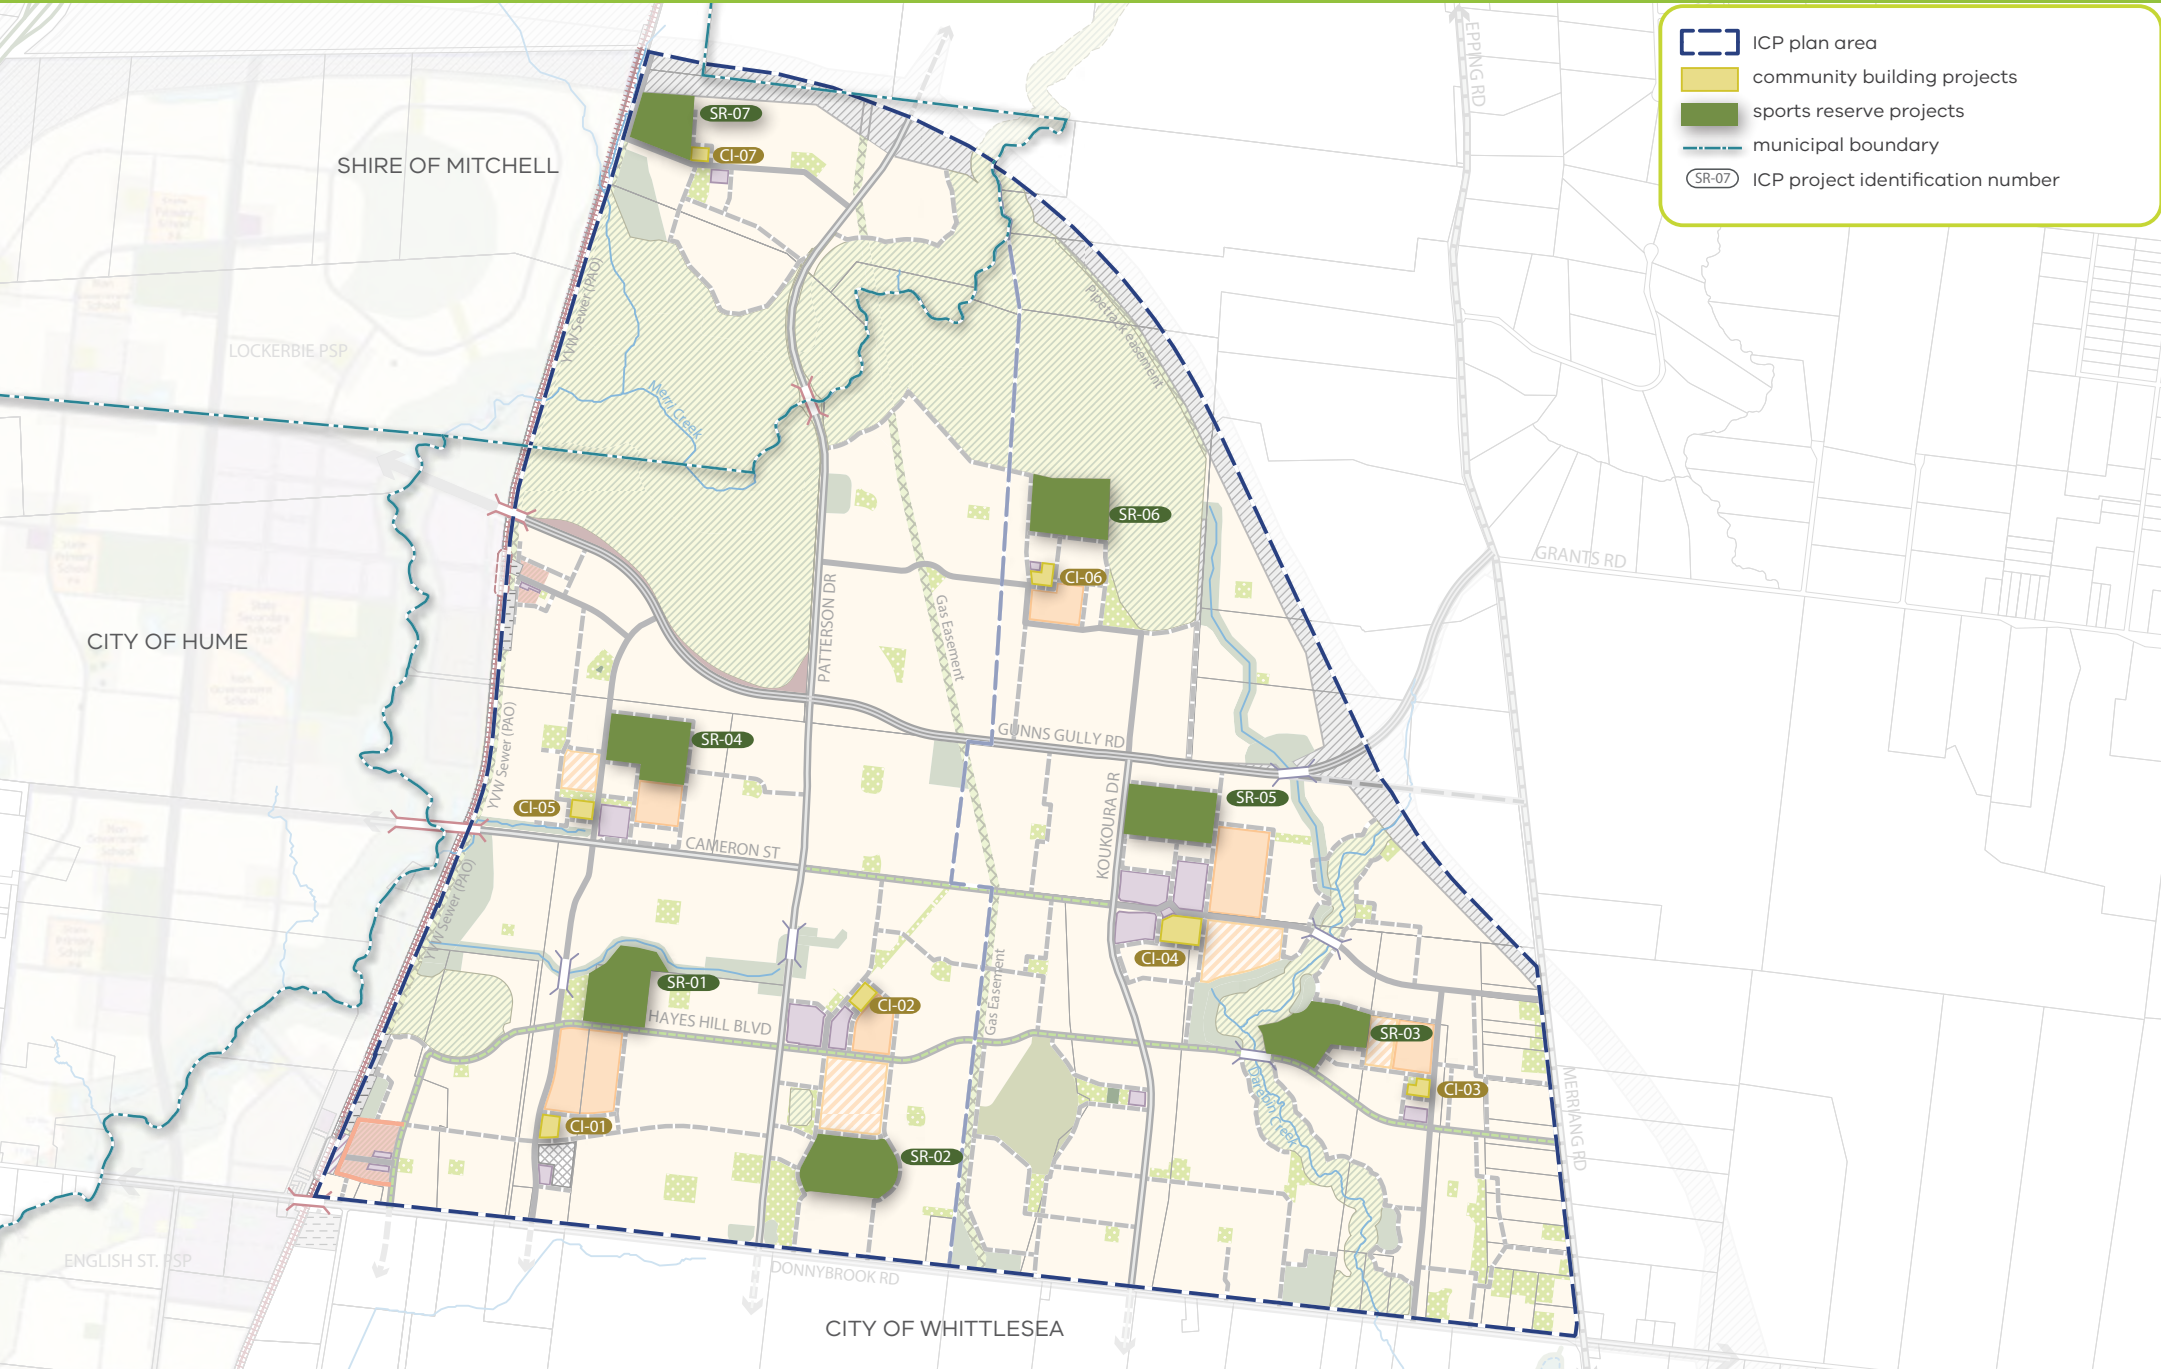 ICP plan area
community building projects
sports reserve projects
municipal boundary
SR-07 ICP project identification number
EPPING RD
SR-07
CI-07
SHIRE OF MITCHELL
YVW Sewer (PAO)
Pipetrack easement
LOCKERBIE PSP
Merri Creek
SR-06
GRANTS RD
CI-06
PATTERSON DR
Gas Easement
CITY OF HUME
YVW Sewer (PAO)
SR-04
GUNNS GULLY RD
KOUKOURA DR
SR-05
CI-05
CAMERON ST
YVW Sewer (PAO)
CI-04
SR-01
CI-02
HAYES HILL BLVD
Gas Easement
SR-03
CI-03
Darebin Creek
MERRIANG RD
CI-01
SR-02
ENGLISH ST. PSP
DONNYBROOK RD
CITY OF WHITTLESEA